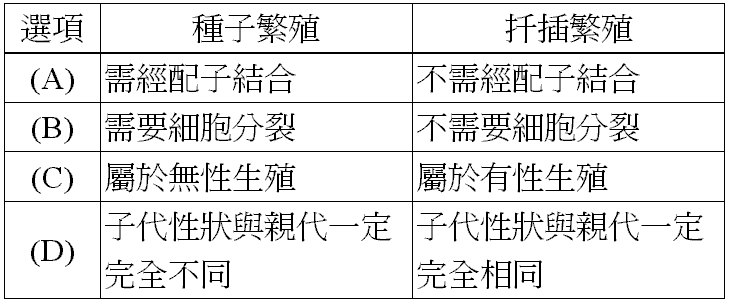 選項 種子繁殖 扦插繁殖
(A) 需經配子結合 不需經配子結合
(B) 需要細胞分裂 不需要細胞分裂
(C) 屬於無性生殖 屬於有性生殖
(D) 子代性狀與親代一定完全不同 子代性狀與親代一定完全相同